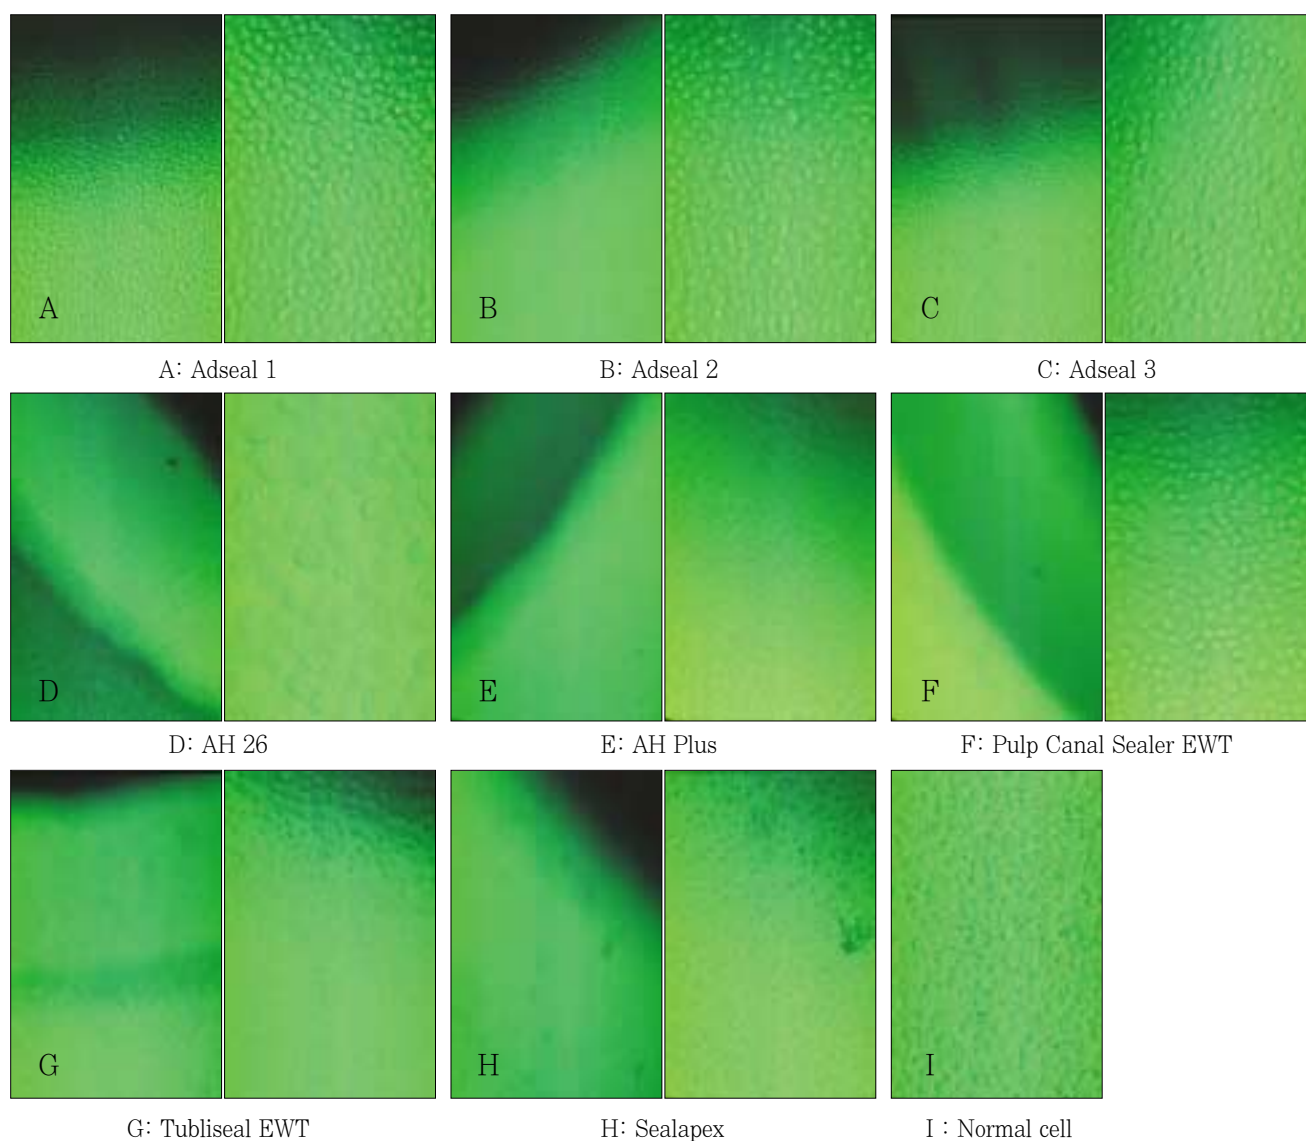 A
B
C
A: Adseal 1
B: Adseal 2
C: Adseal 3
D
E
F
D: AH 26
E: AH Plus
F: Pulp Canal Sealer EWT
G
H
I
G: Tubliseal EWT
H: Sealapex
I : Normal cell